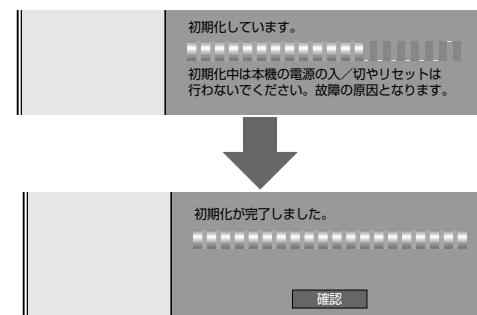 初期化しています。
初期化中は本機の電源の入／切やリセットは
行わないでください。故障の原因となります。
初期化が完了しました。
確認